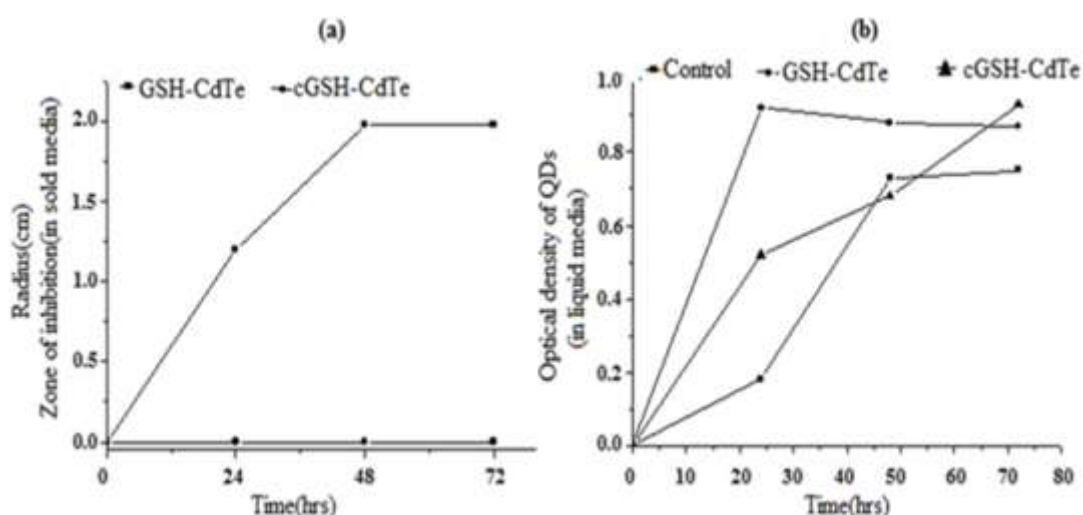 (a)
GSH-CdTe cGSH-CdTe
2.0
1.5
1.0
0.5
0.0
0 24 48 72
Time(hrs)
Radius(cm)
Zone of inhibition(in sold media)
(b)
Control GSH-CdTe cGSH-CdTe
1.0
0.8
0.6
0.4
0.2
0.0
0 10 20 30 40 50 60 70 80
Time(hrs)
Optical density of QDs
(in liquid media)